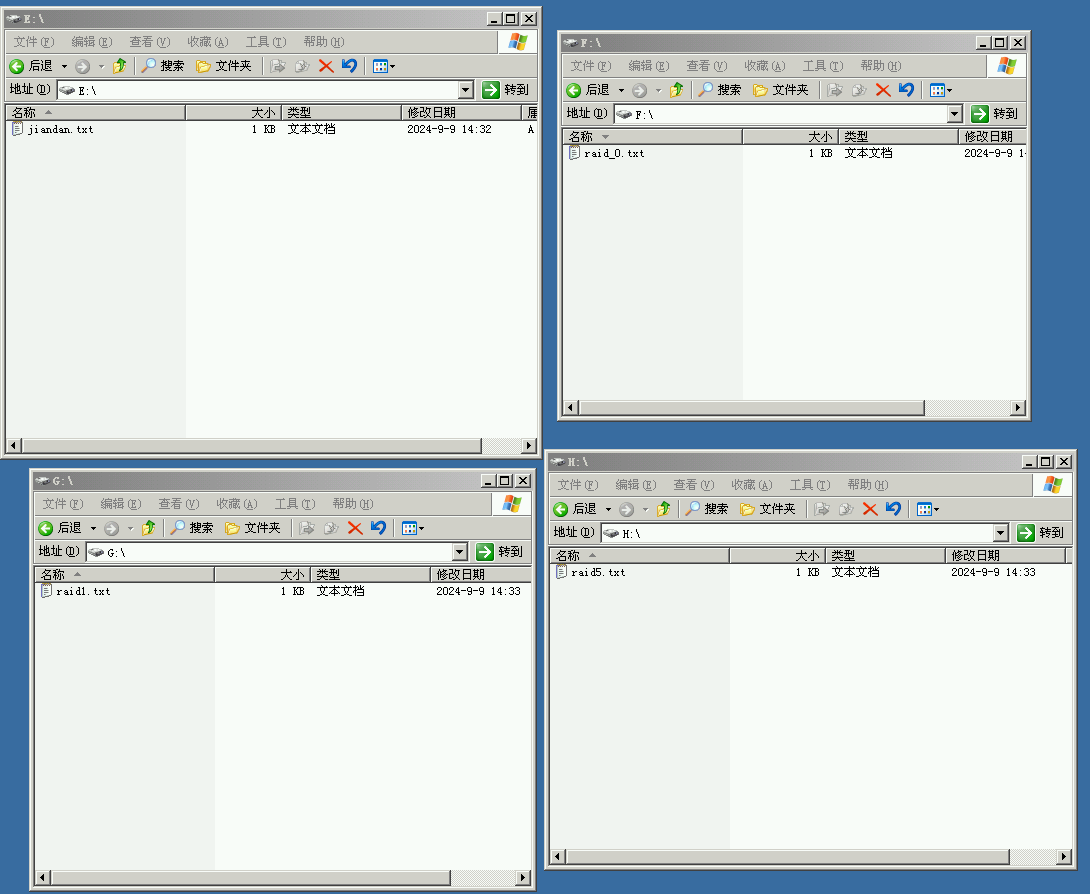 E:\
文件(F) 编辑(E) 查看(V) 收藏(A) 工具(T) 帮助(H)
后退 搜索 文件夹
地址(D) E:\ 转到
名称 大小 类型 修改日期
jiandan.txt 1 KB 文本文档 2024-9-9 14:32 A
F:\
文件(F) 编辑(E) 查看(V) 收藏(A) 工具(T) 帮助(H)
后退 搜索 文件夹
地址(D) F:\ 转到
名称 大小 类型 修改日期
raid_0.txt 1 KB 文本文档 2024-9-9 1
G:\
文件(F) 编辑(E) 查看(V) 收藏(A) 工具(T) 帮助(H)
后退 搜索 文件夹
地址(D) G:\ 转到
名称 大小 类型 修改日期
raid1.txt 1 KB 文本文档 2024-9-9 14:33
H:\
文件(F) 编辑(E) 查看(V) 收藏(A) 工具(T) 帮助(H)
后退 搜索 文件夹
地址(D) H:\ 转到
名称 大小 类型 修改日期
raid5.txt 1 KB 文本文档 2024-9-9 14:33